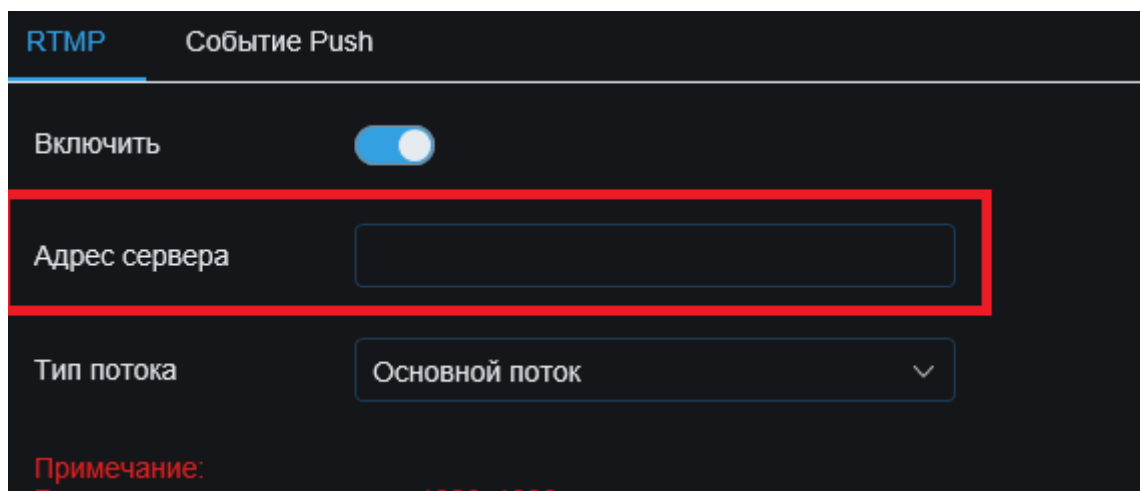 RTMP Событие Push
Включить
Адрес сервера
Тип потока Основной поток
Примечание: